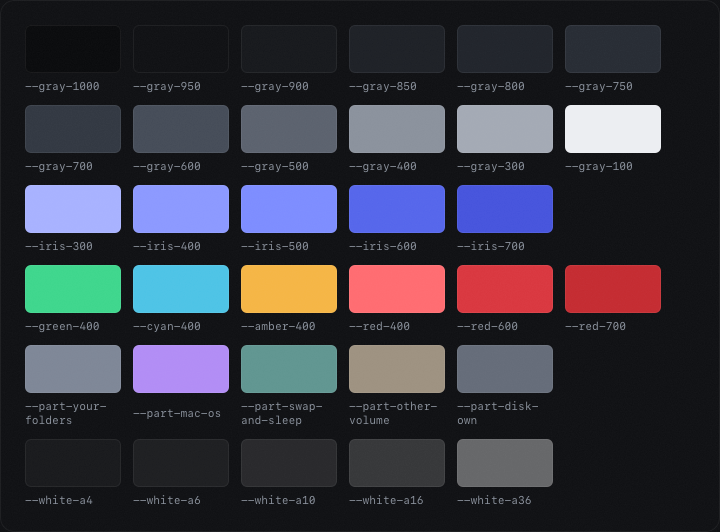 --gray-1000
--gray-950
--gray-900
--gray-850
--gray-800
--gray-750
--gray-700
--gray-600
--gray-500
--gray-400
--gray-300
--gray-100
--iris-300
--iris-400
--iris-500
--iris-600
--iris-700
--green-400
--cyan-400
--amber-400
--red-400
--red-600
--red-700
--part-your-
folders
--part-mac-os
--part-swap-
and-sleep
--part-other-
volume
--part-disk-
own
--white-a4
--white-a6
--white-a10
--white-a16
--white-a36